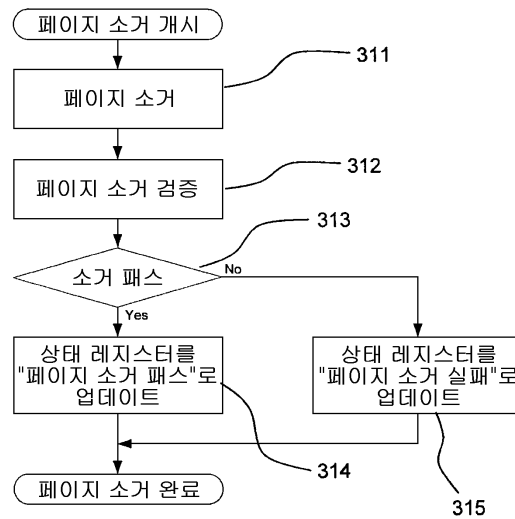 페이지 소거 개시
311
페이지 소거
312
페이지 소거 검증
313
소거 패스
No
Yes
상태 레지스터를
"페이지 소거 패스"로
업데이트
상태 레지스터를
"페이지 소거 실패"로
업데이트
314
페이지 소거 완료
315